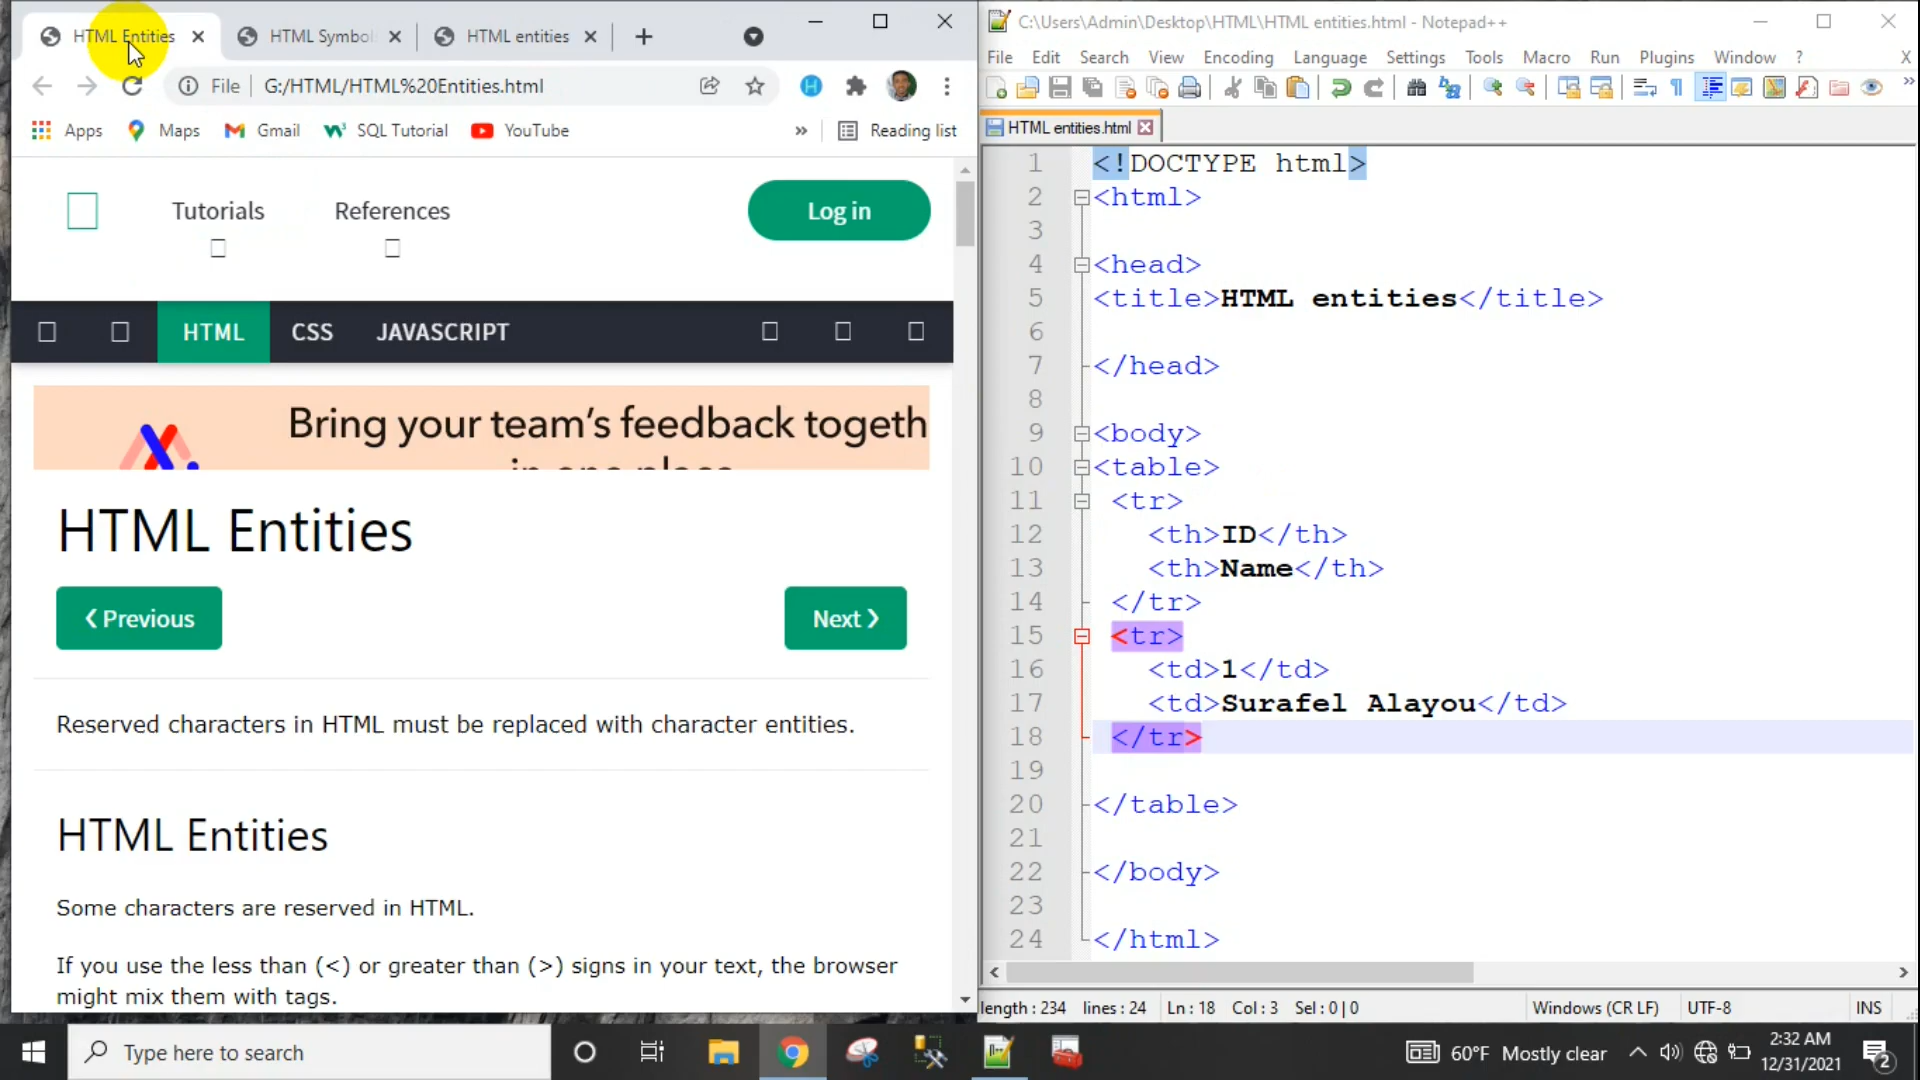 HTML Entities
HTML Symbol
HTML entities
File G:/HTML/HTML%20Entities.html
Apps Maps Gmail SQL Tutorial YouTube » Reading list
Tutorials References Log in
HTML CSS JAVASCRIPT
Bring your team's feedback togeth
HTML Entities
❮ Previous Next ❯
Reserved characters in HTML must be replaced with character entities.
HTML Entities
Some characters are reserved in HTML.
If you use the less than (<) or greater than (>) signs in your text, the browser
might mix them with tags.
C:\Users\Admin\Desktop\HTML\HTML entities.html - Notepad++
File Edit Search View Encoding Language Settings Tools Macro Run Plugins Window ? X
HTML entities.html
1 <!DOCTYPE html>
2 <html>
3
4 <head>
5 <title>HTML entities</title>
6
7 </head>
8
9 <body>
10 <table>
11 <tr>
12 <th>ID</th>
13 <th>Name</th>
14 </tr>
15 <tr>
16 <td>1</td>
17 <td>Surafel Alayou</td>
18 </tr>
19
20 </table>
21
22 </body>
23
24 </html>
length : 234 lines : 24 Ln : 18 Col : 3 Sel : 0 | 0 Windows (CR LF) UTF-8 INS
Type here to search
60°F Mostly clear
2:32 AM
12/31/2021
2